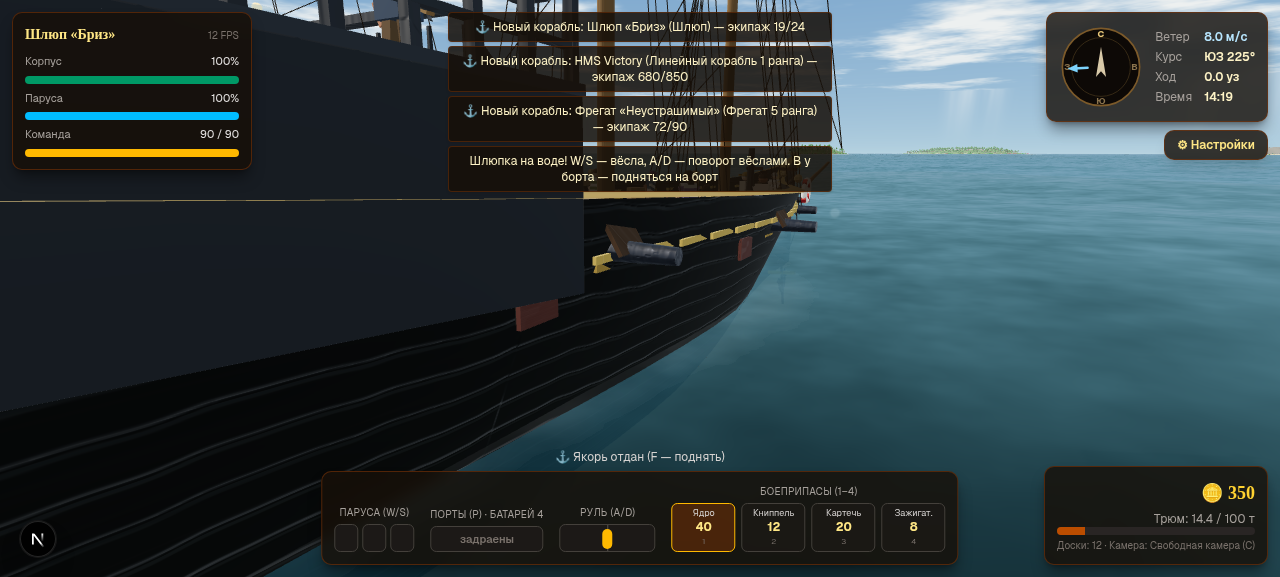 Шлюп «Бриз»
12 FPS
Корпус 100%
Паруса 100%
Команда 90 / 90
⚓ Новый корабль: Шлюп «Бриз» (Шлюп) — экипаж 19/24
⚓ Новый корабль: HMS Victory (Линейный корабль 1 ранга) —
экипаж 680/850
⚓ Новый корабль: Фрегат «Неустрашимый» (Фрегат 5 ранга)
— экипаж 72/90
Шлюпка на воде! W/S — вёсла, A/D — поворот вёслами. В у
борта — подняться на борт
С
З
В
Ю
Ветер 8.0 м/с
Курс ЮЗ 225°
Ход 0.0 уз
Время 14:19
⚙ Настройки
⚓ Якорь отдан (F — поднять)
ПАРУСА (W/S)
ПОРТЫ (P) · БАТАРЕЙ 4
задраены
РУЛЬ (A/D)
БОЕПРИПАСЫ (1–4)
Ядро
40
1
Книппель
12
2
Картечь
20
3
Зажигат.
8
4
🪙 350
Трюм: 14.4 / 100 т
Доски: 12 · Камера: Свободная камера (C)
N